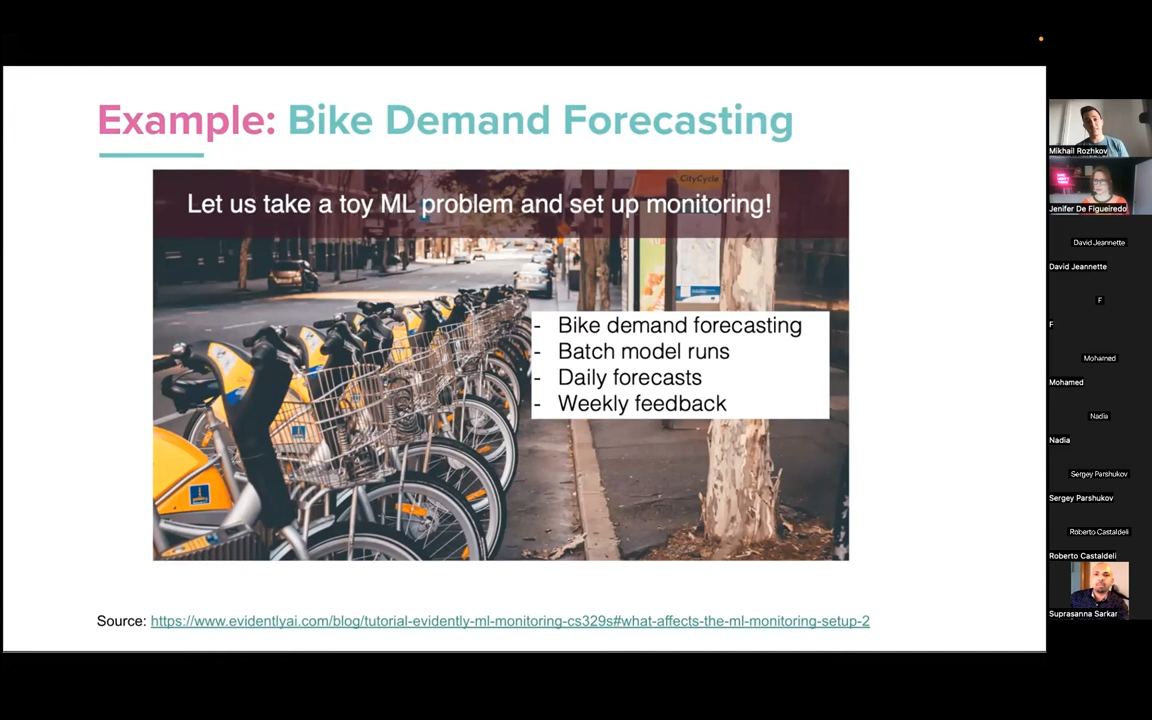 Example: Bike Demand Forecasting
CityCycle
Let us take a toy ML problem and set up monitoring!
- Bike demand forecasting
- Batch model runs
- Daily forecasts
- Weekly feedback
Source: https://www.evidentlyai.com/blog/tutorial-evidently-ml-monitoring-cs329s#what-affects-the-ml-monitoring-setup-2
Mikhail Rozhkov
Jenifer De Figueiredo
David Jeannette
David Jeannette
F
F
Mohamed
Mohamed
Nadia
Nadia
Sergey Parshukov
Sergey Parshukov
Roberto Castaldeli
Roberto Castaldeli
Suprasanna Sarkar